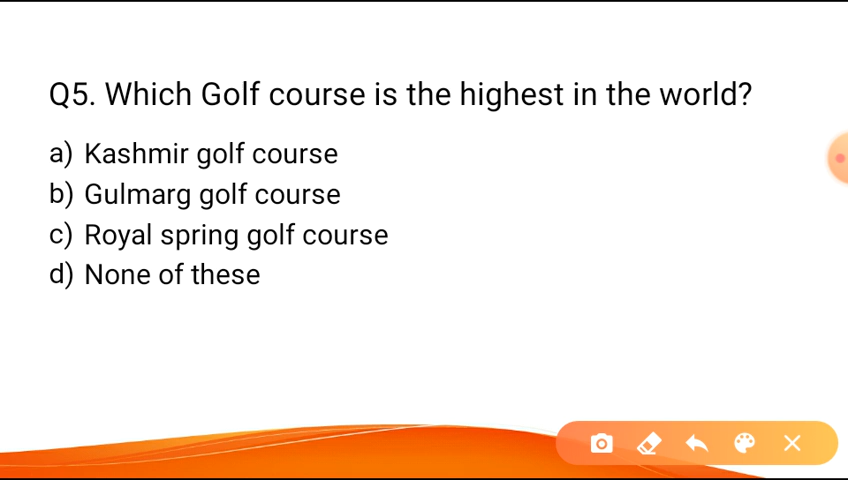 Q5. Which Golf course is the highest in the world?
a) Kashmir golf course
b) Gulmarg golf course
c) Royal spring golf course
d) None of these